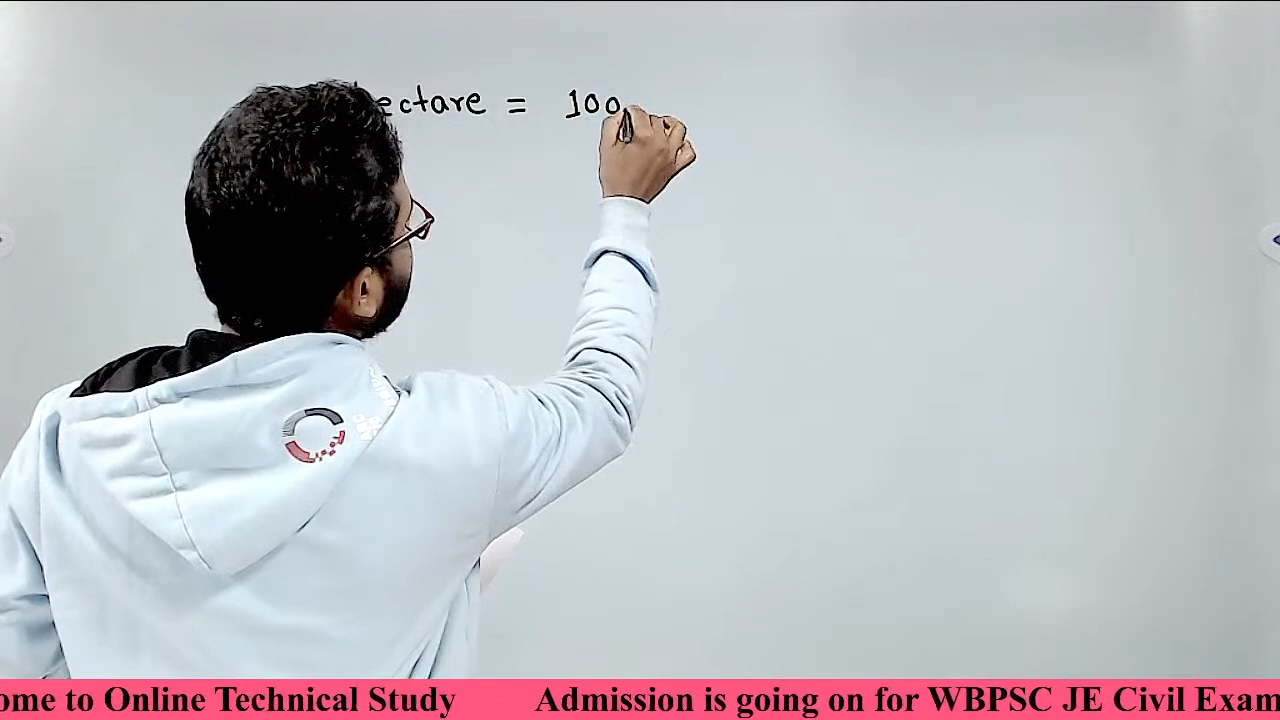 ectare = 100
ome to Online Technical Study Admission is going on for WBPSC JE Civil Exam